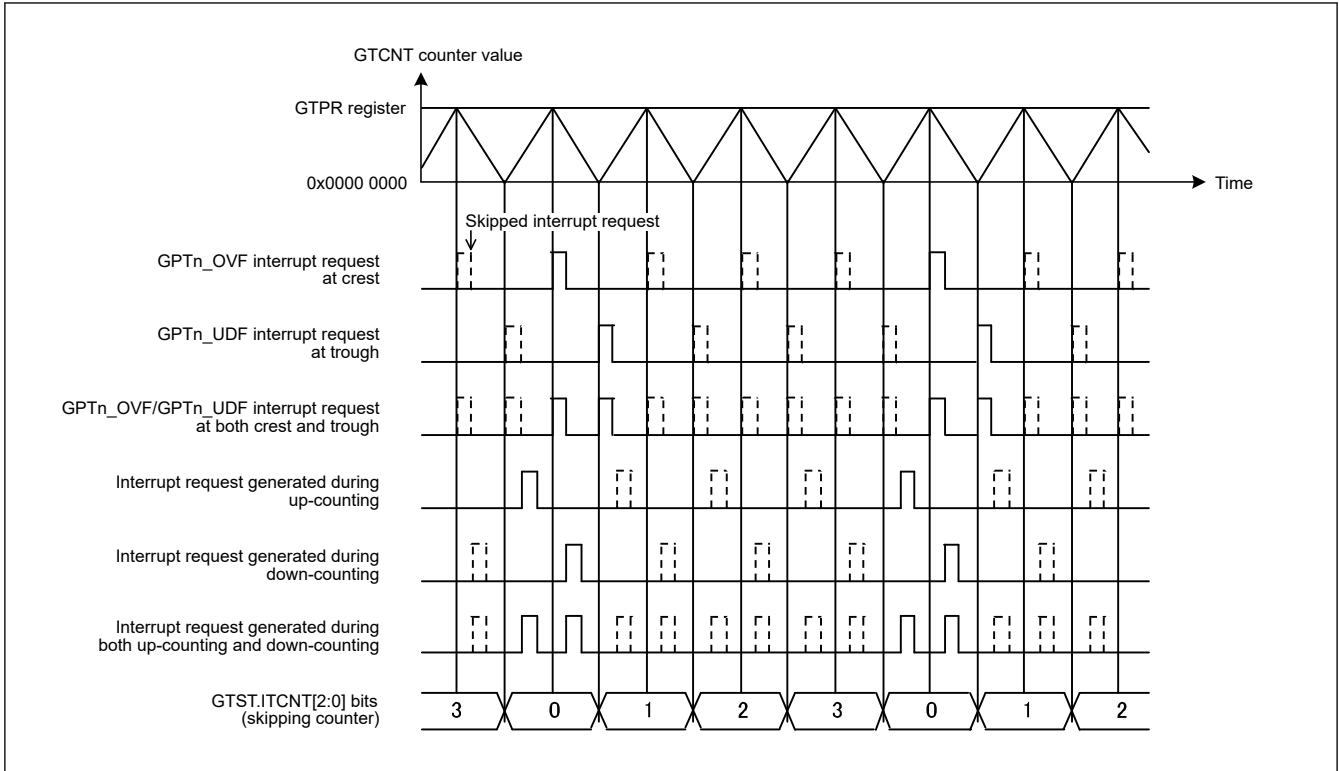 GTCNT counter value
GTPR register
0x0000 0000
Time
Skipped interrupt request
GPTn_OVF interrupt request
at crest
GPTn_UDF interrupt request
at trough
GPTn_OVF/GPTn_UDF interrupt request
at both crest and trough
Interrupt request generated during
up-counting
Interrupt request generated during
down-counting
Interrupt request generated during
both up-counting and down-counting
GTST.ITCNT[2:0] bits
(skipping counter)
3 0 1 2 3 0 1 2